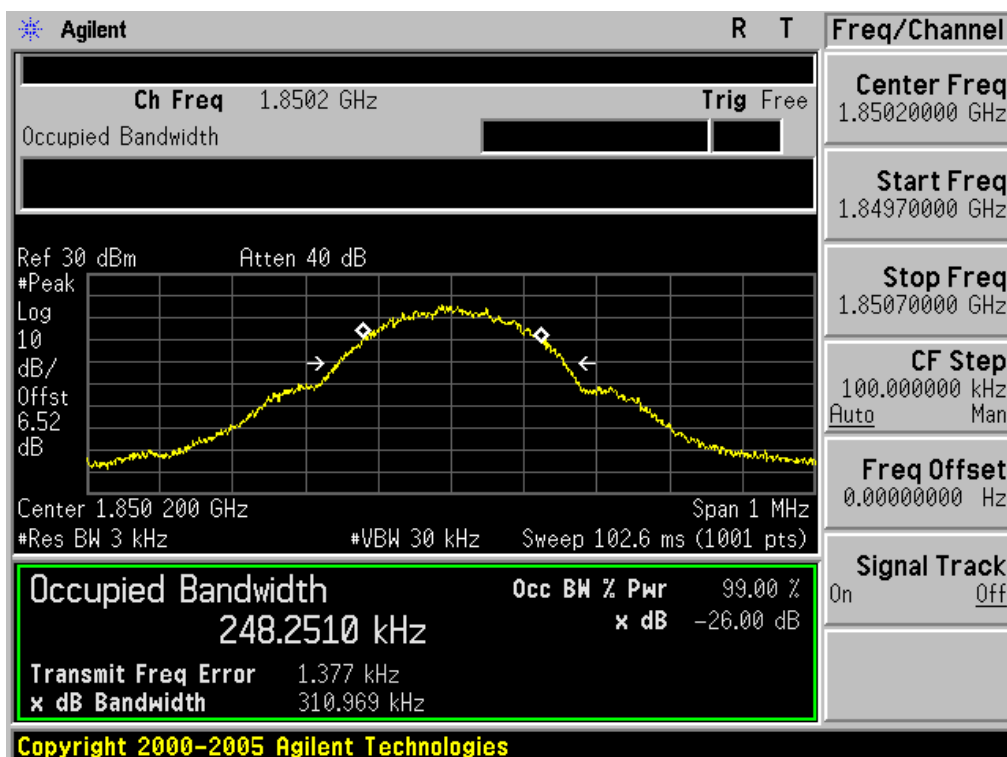 Agilent
R T
Freq/Channel
Ch Freq 1.8502 GHz
Trig Free
Occupied Bandwidth
Center Freq
1.85020000 GHz
Start Freq
1.84970000 GHz
Stop Freq
1.85070000 GHz
CF Step
100.000000 kHz
Auto Man
Freq Offset
0.00000000 Hz
Signal Track
On Off
Ref 30 dBm Atten 40 dB
#Peak
Log
10
dB/
Offst
6.52
dB
Center 1.850 200 GHz Span 1 MHz
#Res BW 3 kHz #VBW 30 kHz Sweep 102.6 ms (1001 pts)
Occupied Bandwidth
248.2510 kHz
Occ BW % Pwr 99.00 %
x dB -26.00 dB
Transmit Freq Error 1.377 kHz
x dB Bandwidth 310.969 kHz
Copyright 2000-2005 Agilent Technologies